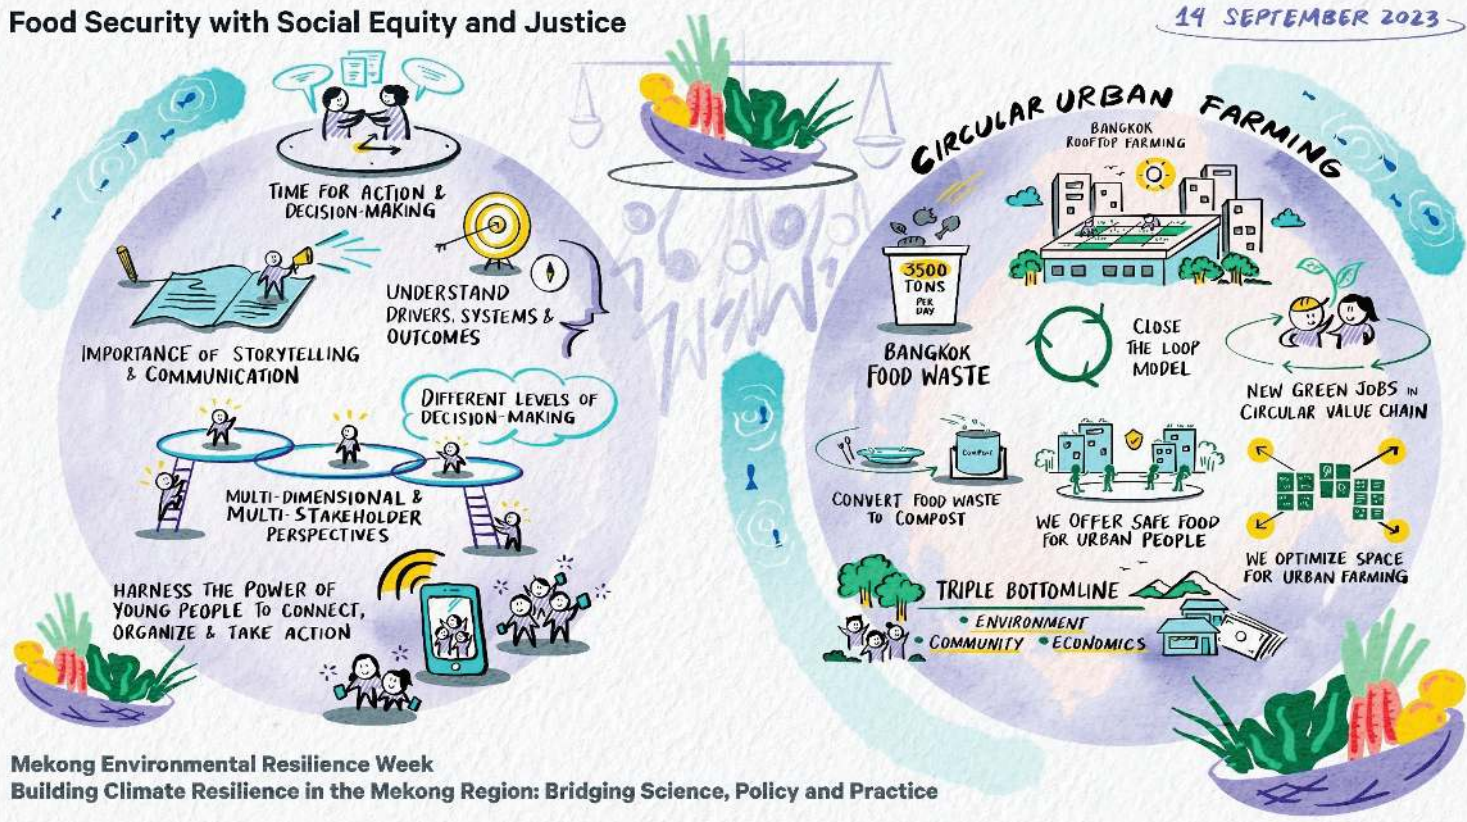 Food Security with Social Equity and Justice
14 SEPTEMBER 2023
TIME FOR ACTION &
DECISION-MAKING
UNDERSTAND
DRIVERS, SYSTEMS &
OUTCOMES
IMPORTANCE OF STORYTELLING
& COMMUNICATION
DIFFERENT LEVELS OF
DECISION-MAKING
MULTI-DIMENSIONAL &
MULTI-STAKEHOLDER
PERSPECTIVES
HARNESS THE POWER OF
YOUNG PEOPLE TO CONNECT,
ORGANIZE & TAKE ACTION
CIRCULAR URBAN FARMING
BANGKOK
ROOFTOP FARMING
3500
TONS
PER
DAY
BANGKOK
FOOD WASTE
CLOSE
THE LOOP
MODEL
NEW GREEN JOBS IN
CIRCULAR VALUE CHAIN
COMPOST
CONVERT FOOD WASTE
TO COMPOST
WE OFFER SAFE FOOD
FOR URBAN PEOPLE
WE OPTIMIZE SPACE
FOR URBAN FARMING
TRIPLE BOTTOMLINE
• ENVIRONMENT
• COMMUNITY • ECONOMICS
Mekong Environmental Resilience Week
Building Climate Resilience in the Mekong Region: Bridging Science, Policy and Practice